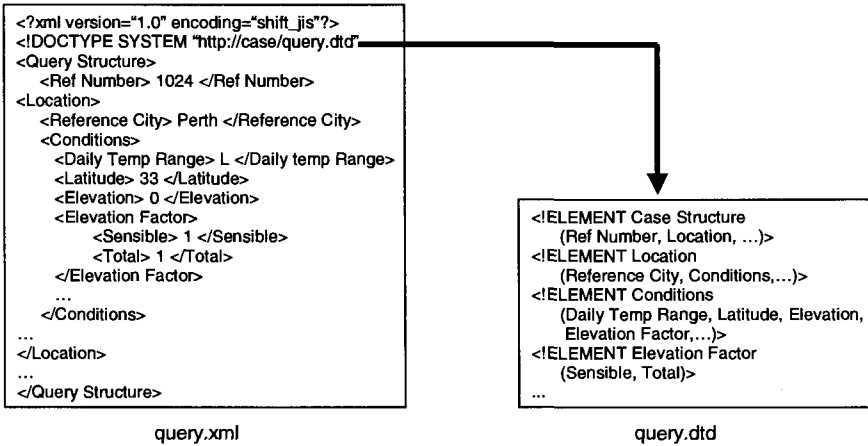 <?xml version="1.0" encoding="shift_jis"?>
<!DOCTYPE SYSTEM "http://case/query.dtd"
<Query Structure>
<Ref Number> 1024 </Ref Number>
<Location>
<Reference City> Perth </Reference City>
<Conditions>
<Daily Temp Range> L </Daily temp Range>
<Latitude> 33 </Latitude>
<Elevation> 0 </Elevation>
<Elevation Factor>
<Sensible> 1 </Sensible>
<Total> 1 </Total>
</Elevation Factor>
...
</Conditions>
...
</Location>
...
</Query Structure>
query.xml
<!ELEMENT Case Structure
(Ref Number, Location, ...)>
<!ELEMENT Location
(Reference City, Conditions,...)>
<!ELEMENT Conditions
(Daily Temp Range, Latitude, Elevation,
Elevation Factor,...)>
<!ELEMENT Elevation Factor
(Sensible, Total)>
...
query.dtd